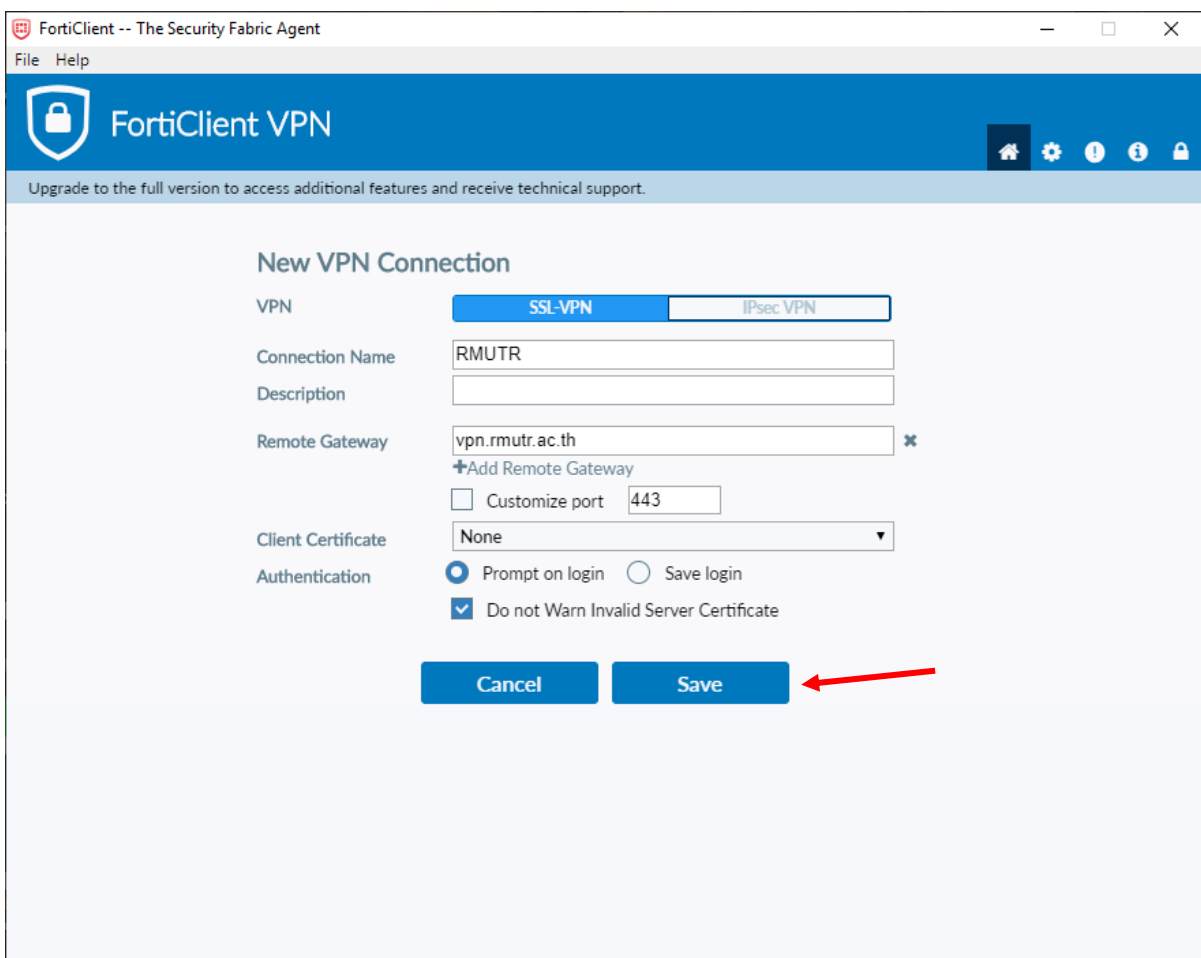 FortiClient -- The Security Fabric Agent
File Help
FortiClient VPN
Upgrade to the full version to access additional features and receive technical support.
New VPN Connection
VPN SSL-VPN IPsec VPN
Connection Name RMUTR
Description
Remote Gateway vpn.rmutr.ac.th
+Add Remote Gateway
Customize port 443
Client Certificate None
Authentication Prompt on login Save login
Do not Warn Invalid Server Certificate
Cancel Save